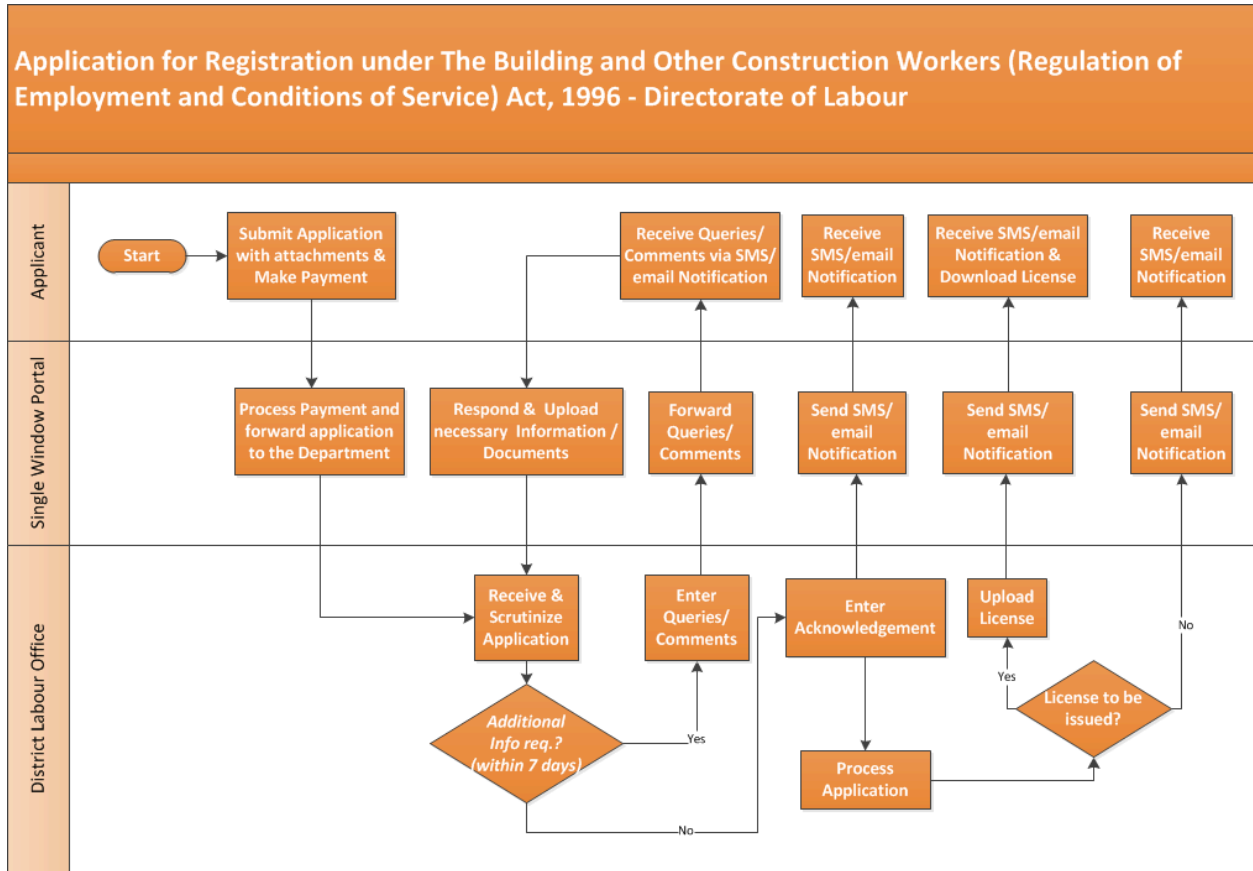 Application for Registration under The Building and Other Construction Workers (Regulation of
Employment and Conditions of Service) Act, 1996 - Directorate of Labour
Applicant
Start
Submit Application
with attachments &
Make Payment
Receive Queries/
Comments via SMS/
email Notification
Receive
SMS/email
Notification
Receive SMS/email
Notification &
Download License
Receive
SMS/email
Notification
Single Window Portal
Process Payment and
forward application
to the Department
Respond & Upload
necessary Information /
Documents
Forward
Queries/
Comments
Send SMS/
email
Notification
Send SMS/
email
Notification
Send SMS/
email
Notification
District Labour Office
Receive &
Scrutinize
Application
Enter
Queries/
Comments
Enter
Acknowledgement
Upload
License
No
Yes
License to be
issued?
Additional
Info req.?
(within 7 days)
Yes
Process
Application
No